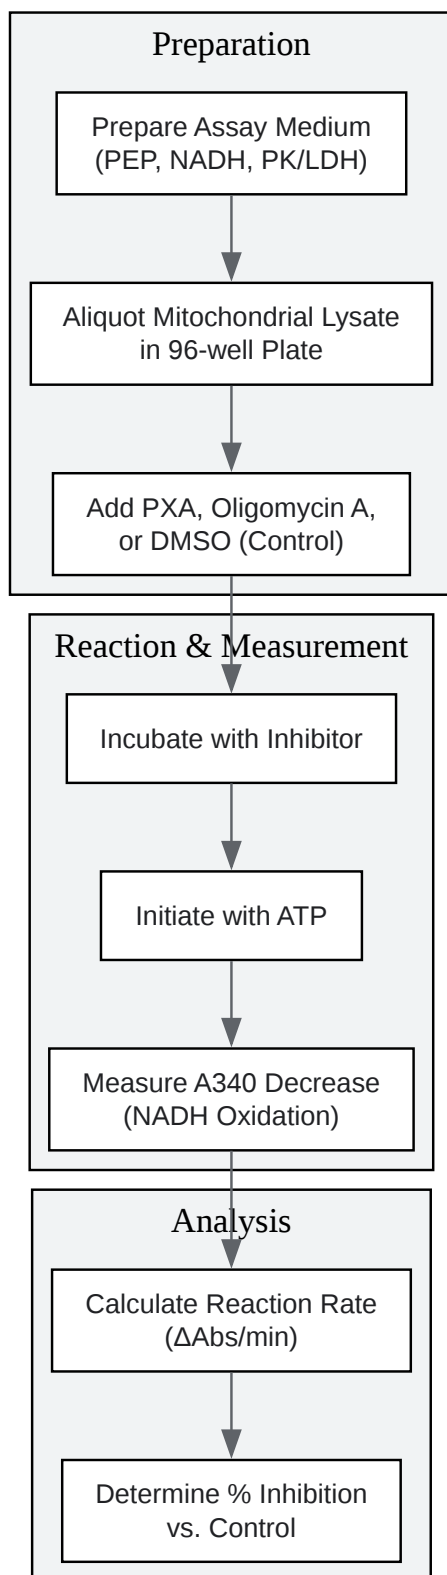 Preparation
Prepare Assay Medium
(PEP, NADH, PK/LDH)
Aliquot Mitochondrial Lysate
in 96-well Plate
Add PXA, Oligomycin A,
or DMSO (Control)
Reaction & Measurement
Incubate with Inhibitor
Initiate with ATP
Measure A340 Decrease
(NADH Oxidation)
Analysis
Calculate Reaction Rate
(ΔAbs/min)
Determine % Inhibition
vs. Control